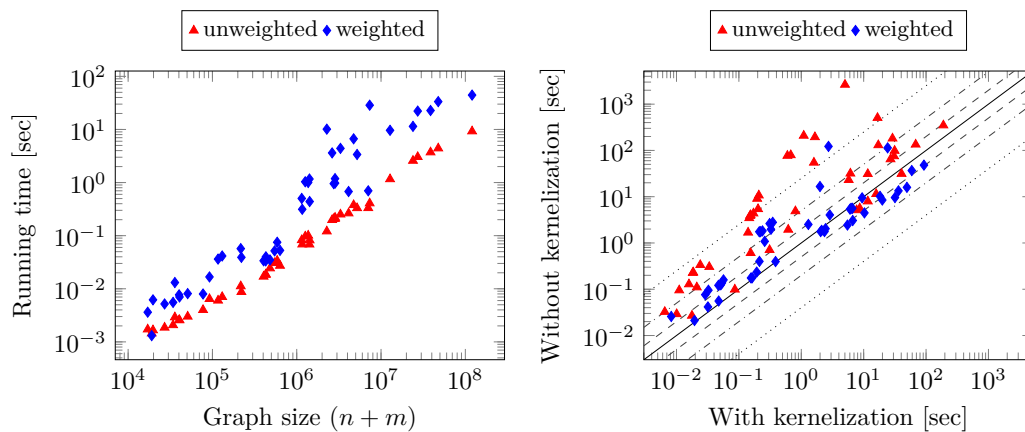 unweighted weighted
10^2
10^1
10^0
10^−1
10^−2
10^−3
Running time [sec]
10^4 10^5 10^6 10^7 10^8
Graph size (n + m)
unweighted weighted
10^3
10^2
10^1
10^0
10^−1
10^−2
Without kernelization [sec]
10^−2 10^−1 10^0 10^1 10^2 10^3
With kernelization [sec]